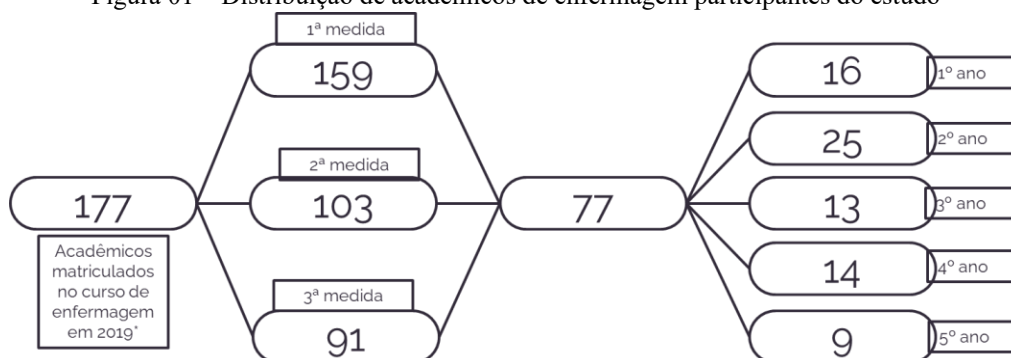 Figura 01 – Distribuição de acadêmicos de enfermagem participantes do estudo
1ª medida
159
2ª medida
103
3ª medida
91
177
Acadêmicos
matriculados
no curso de
enfermagem
em 2019*
77
16
1º ano
25
2º ano
13
3º ano
14
4º ano
9
5º ano